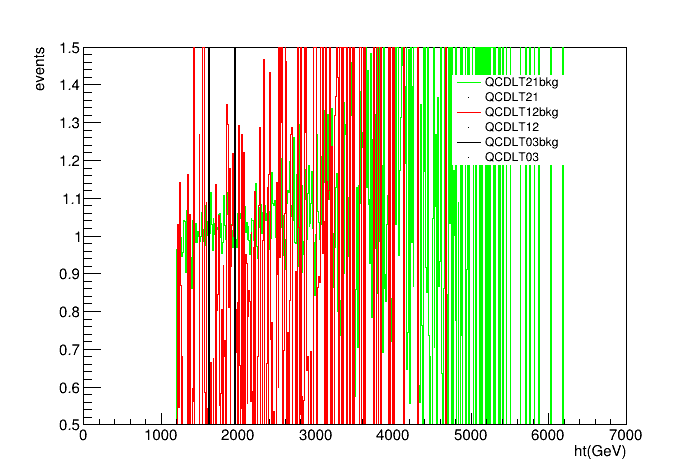 events
1.5
1.4
1.3
1.2
1.1
1
0.9
0.8
0.7
0.6
0.5
QCDLT21bkg
QCDLT21
QCDLT12bkg
QCDLT12
QCDLT03bkg
QCDLT03
0 1000 2000 3000 4000 5000 6000 7000
ht(GeV)